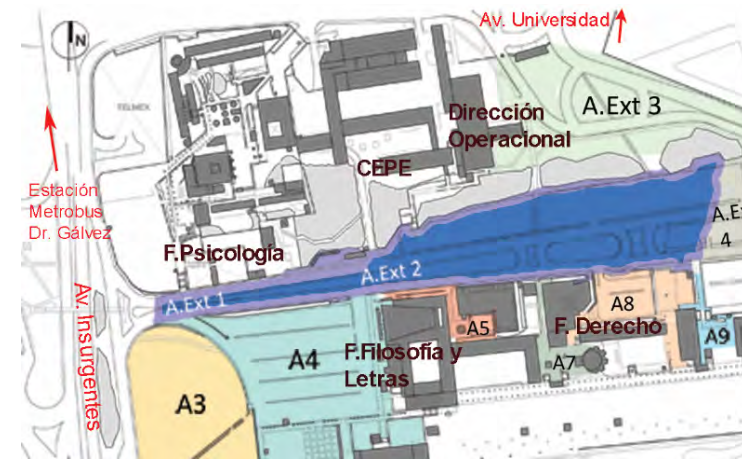 Av. Universidad
N
TELMEX
Dirección
Operacional
A.Ext 3
CEPE
Estación
Metrobus
Dr. Gálvez
F.Psicología
A.Ext 2
A.Ext 1
A.Ex
4
Av. Insurgentes
A4
A3
F.Filosofía y
Letras
A5
F. Derecho
A8
A7
A9